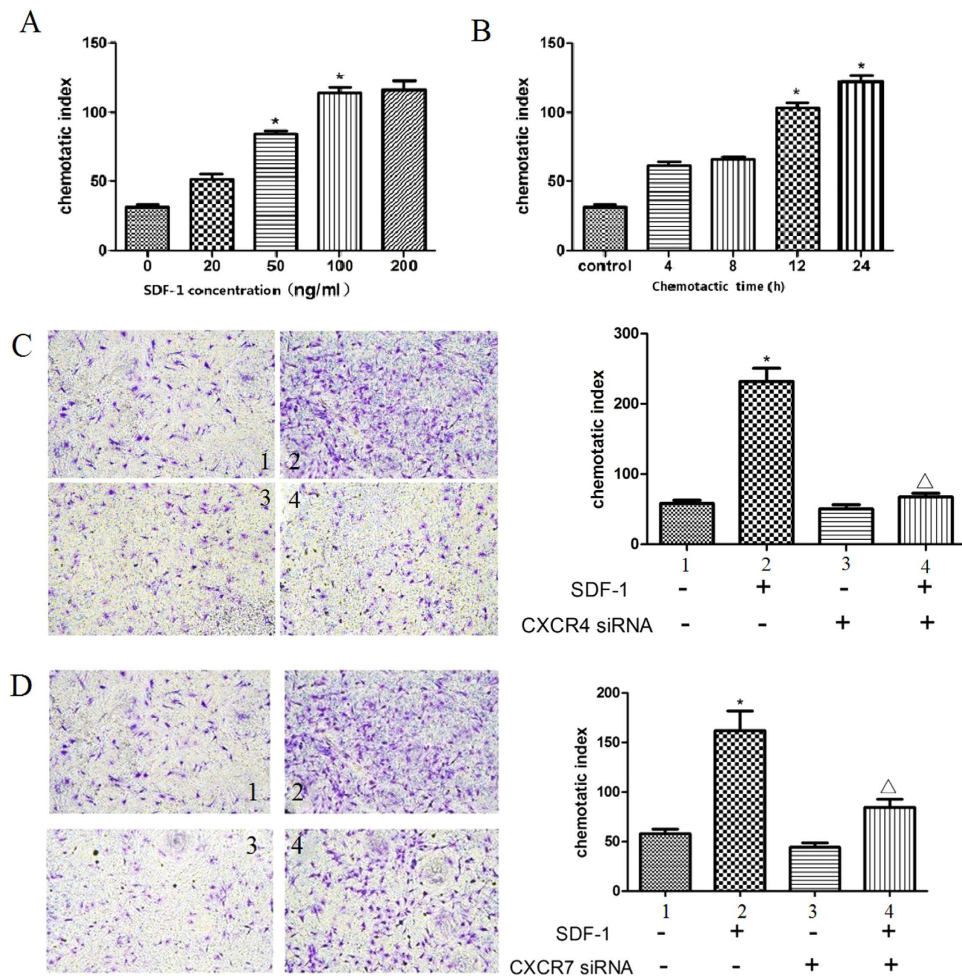 A
chemotatic index
150
100
50
0
*
*
0 20 50 100 200
SDF-1 concentration (ng/ml)
B
chemotatic index
150
100
50
0
*
*
control 4 8 12 24
Chemotactic time (h)
C
1
2
3
4
chemotatic index
300
200
100
0
*
△
1 2 3 4
SDF-1 - + - +
CXCR4 siRNA - - + +
D
1
2
3
4
chemotatic index
200
150
100
50
0
*
△
1 2 3 4
SDF-1 - + - +
CXCR7 siRNA - - + +